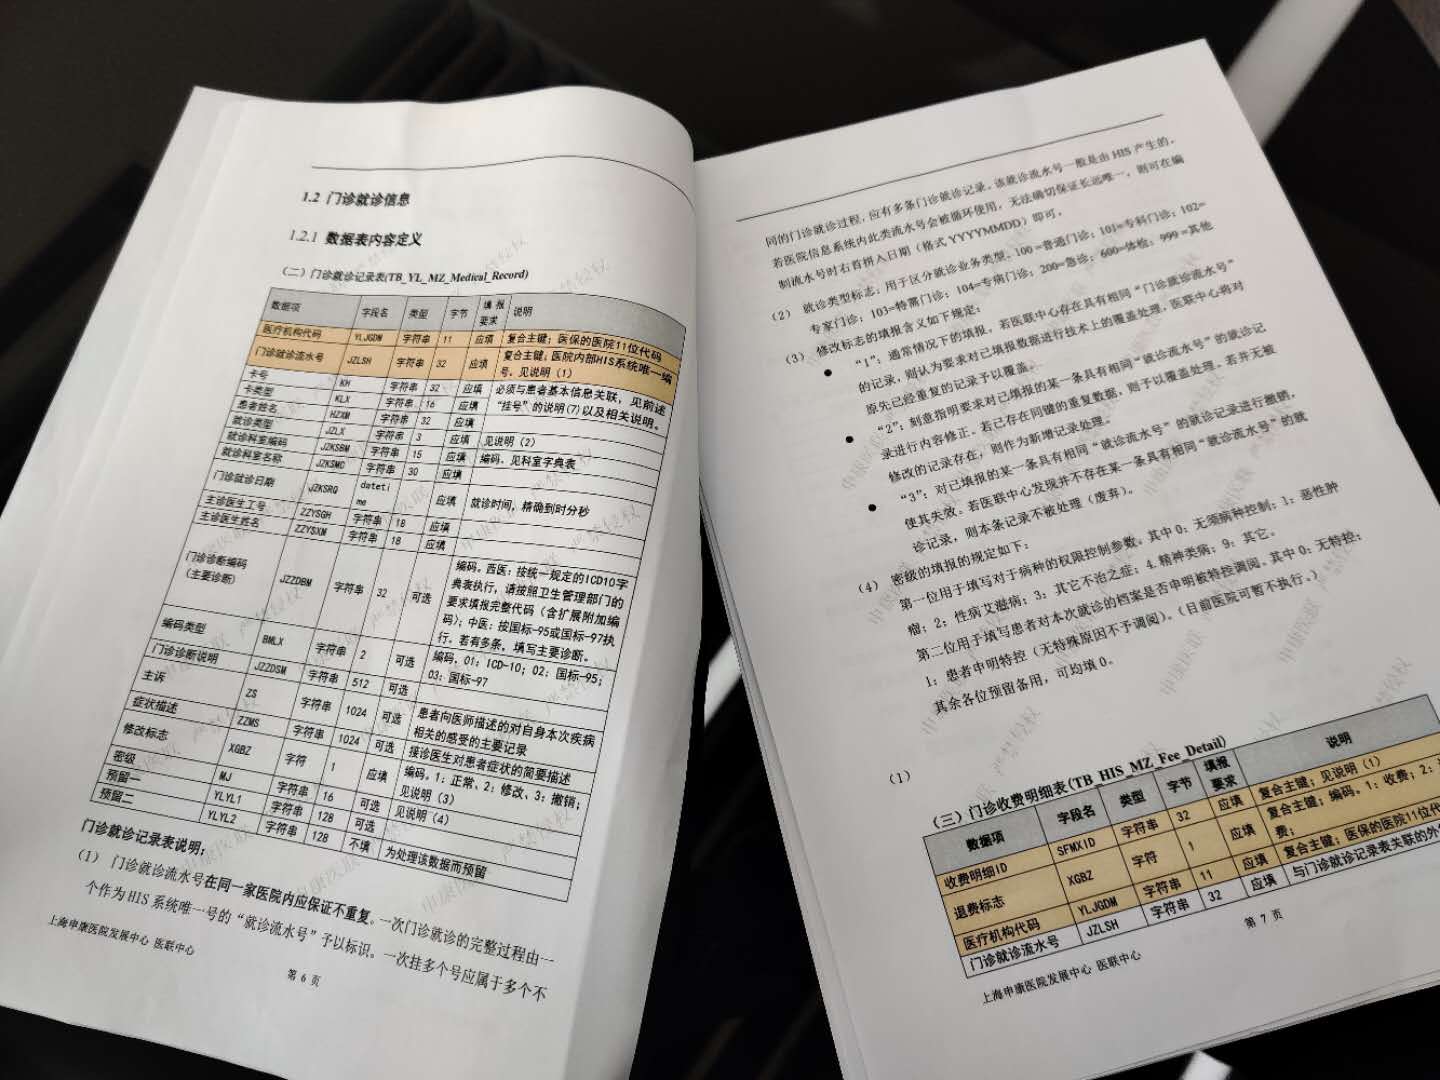 1.2 门诊就诊信息
1.2.1 数据表内容定义
（二）门诊就诊记录表(TB_YL_MZ_Medical_Record)
数据项 字段名 类型 字节 填报要求 说明
医疗机构代码 YLJGDM 字符串 11 应填 复合主键；医保的医院11位代码
门诊就诊流水号 JZLSH 字符串 32 应填 复合主键；医院内部HIS系统唯一编号。见说明（1）
卡号 KH 字符串 32 应填 必须与患者基本信息关联，见前述
卡类型 KLX 字符串 16 应填 “挂号”的说明(7)以及相关说明。
患者姓名 HZXM 字符串 32 应填
就诊类型 JZLX 字符串 3 应填 见说明（2）
就诊科室编码 JZKSBM 字符串 15 应填 编码。见科室字典表
就诊科室名称 JZKSMC 字符串 30 应填
门诊就诊日期 JZKSRQ datetime 应填 就诊时间，精确到时分秒
主诊医生工号 ZZYSGH 字符串 18 应填
主诊医生姓名 ZZYSXM 字符串 18 应填
门诊诊断编码（主要诊断） JZZDBM 字符串 32 可选 编码。西医：按统一规定的ICD10字典表执行，请按照卫生管理部门的要求填报完整代码（含扩展附加编码）；中医：按国标-95或国标-97执行。若有多条，填写主要诊断。
编码类型 BMLX 字符串 2 可选 编码。01：ICD-10；02：国标-95；03：国标-97
门诊诊断说明 JZZDSM 字符串 512 可选
主诉 ZS 字符串 1024 可选 患者向医师描述的对自身本次疾病相关的感受的主要记录
症状描述 ZZMS 字符串 1024 可选 接诊医生对患者症状的简要描述
修改标志 XGBZ 字符 1 应填 编码。1：正常、2：修改、3：撤销；见说明（3）
密级 MJ 字符串 16 可选 见说明（4）
预留一 YLYL1 字符串 128 可选
预留二 YLYL2 字符串 128 不填 为处理该数据而预留
门诊就诊记录表说明：
（1） 门诊就诊流水号在同一家医院内应保证不重复。一次门诊就诊的完整过程由一
个作为HIS系统唯一号的“就诊流水号”予以标识。一次挂多个号应属于多个不
上海申康医院发展中心 医联中心
第 6 页
同的门诊就诊过程，应有多条门诊就诊记录。该就诊流水号一般是由HIS产生的，
若医院信息系统内此类流水号会被循环使用，无法确切保证长远唯一，则可在编
制流水号时右首拼入日期（格式YYYYMMDD）即可。
（2） 就诊类型标志：用于区分就诊业务类型。100=普通门诊；101=专科门诊；102=
专家门诊；103=特需门诊；104=专病门诊；200=急诊；600=体检；999=其他
（3） 修改标志的填报含义如下规定：
● “1”：通常情况下的填报。若医联中心存在具有相同“门诊就诊流水号”
的记录，则认为要求对已填报数据进行技术上的覆盖处理，医联中心将对
原先已经重复的记录予以覆盖。
● “2”：刻意指明要求对已填报的某一条具有相同“就诊流水号”的就诊记
录进行内容修正。若已存在同键的重复数据，则予以覆盖处理。若并无被
修改的记录存在，则作为新增记录处理。
● “3”：对已填报的某一条具有相同“就诊流水号”的就诊记录进行撤销，
使其失效。若医联中心发现并不存在某一条具有相同“就诊流水号”的就
诊记录，则本条记录不被处理（废弃）。
（4） 密级的填报的规定如下：
第一位用于填写对于病种的权限控制参数。其中0：无须病种控制；1：恶性肿
瘤；2：性病艾滋病；3：其它不治之症；4.精神类病；9：其它。
第二位用于填写患者对本次就诊的档案是否申明被特控调阅。其中0：无特控；
1：患者申明特控（无特殊原因不予调阅）。（目前医院可暂不执行。）
其余各位预留备用，可均填0。
（1）
（三）门诊收费明细表(TB_HIS_MZ_Fee_Detail)
数据项 字段名 类型 字节 填报要求 说明
收费明细ID SFMXID 字符串 32 应填 复合主键；见说明（1）
退费标志 XGBZ 字符 1 应填 复合主键；编码。1：收费；2：费；
医疗机构代码 YLJGDM 字符串 11 应填 复合主键；医保的医院11位代
门诊就诊流水号 JZLSH 字符串 32 应填 与门诊就诊记录表关联的外
上海申康医院发展中心 医联中心
第 7 页